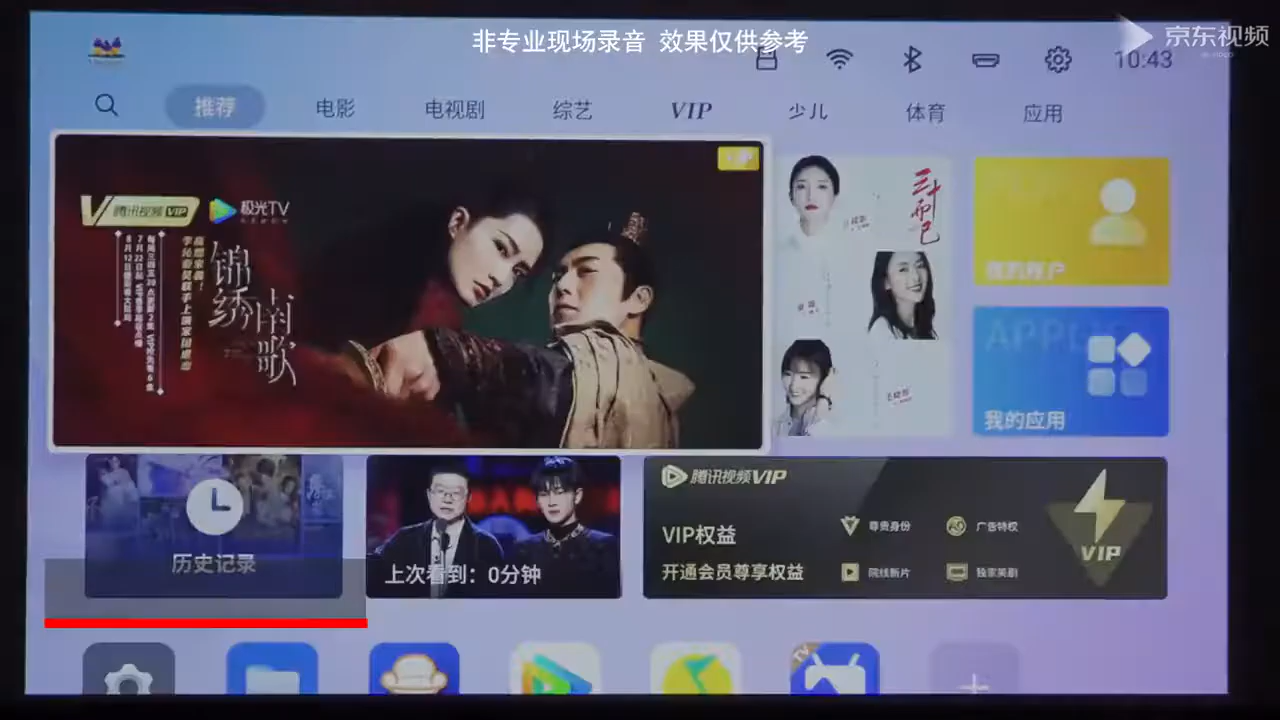 非专业现场录音 效果仅供参考
京东视频
10:43
推荐
电影
电视剧
综艺
VIP
少儿
体育
应用
腾讯视频VIP
极光TV
锦绣南歌
三十而已
我的账户
我的应用
历史记录
上次看到：0分钟
腾讯视频VIP
VIP权益
开通会员尊享权益
尊贵身份
广告特权
院线新片
独家美剧
VIP
TV